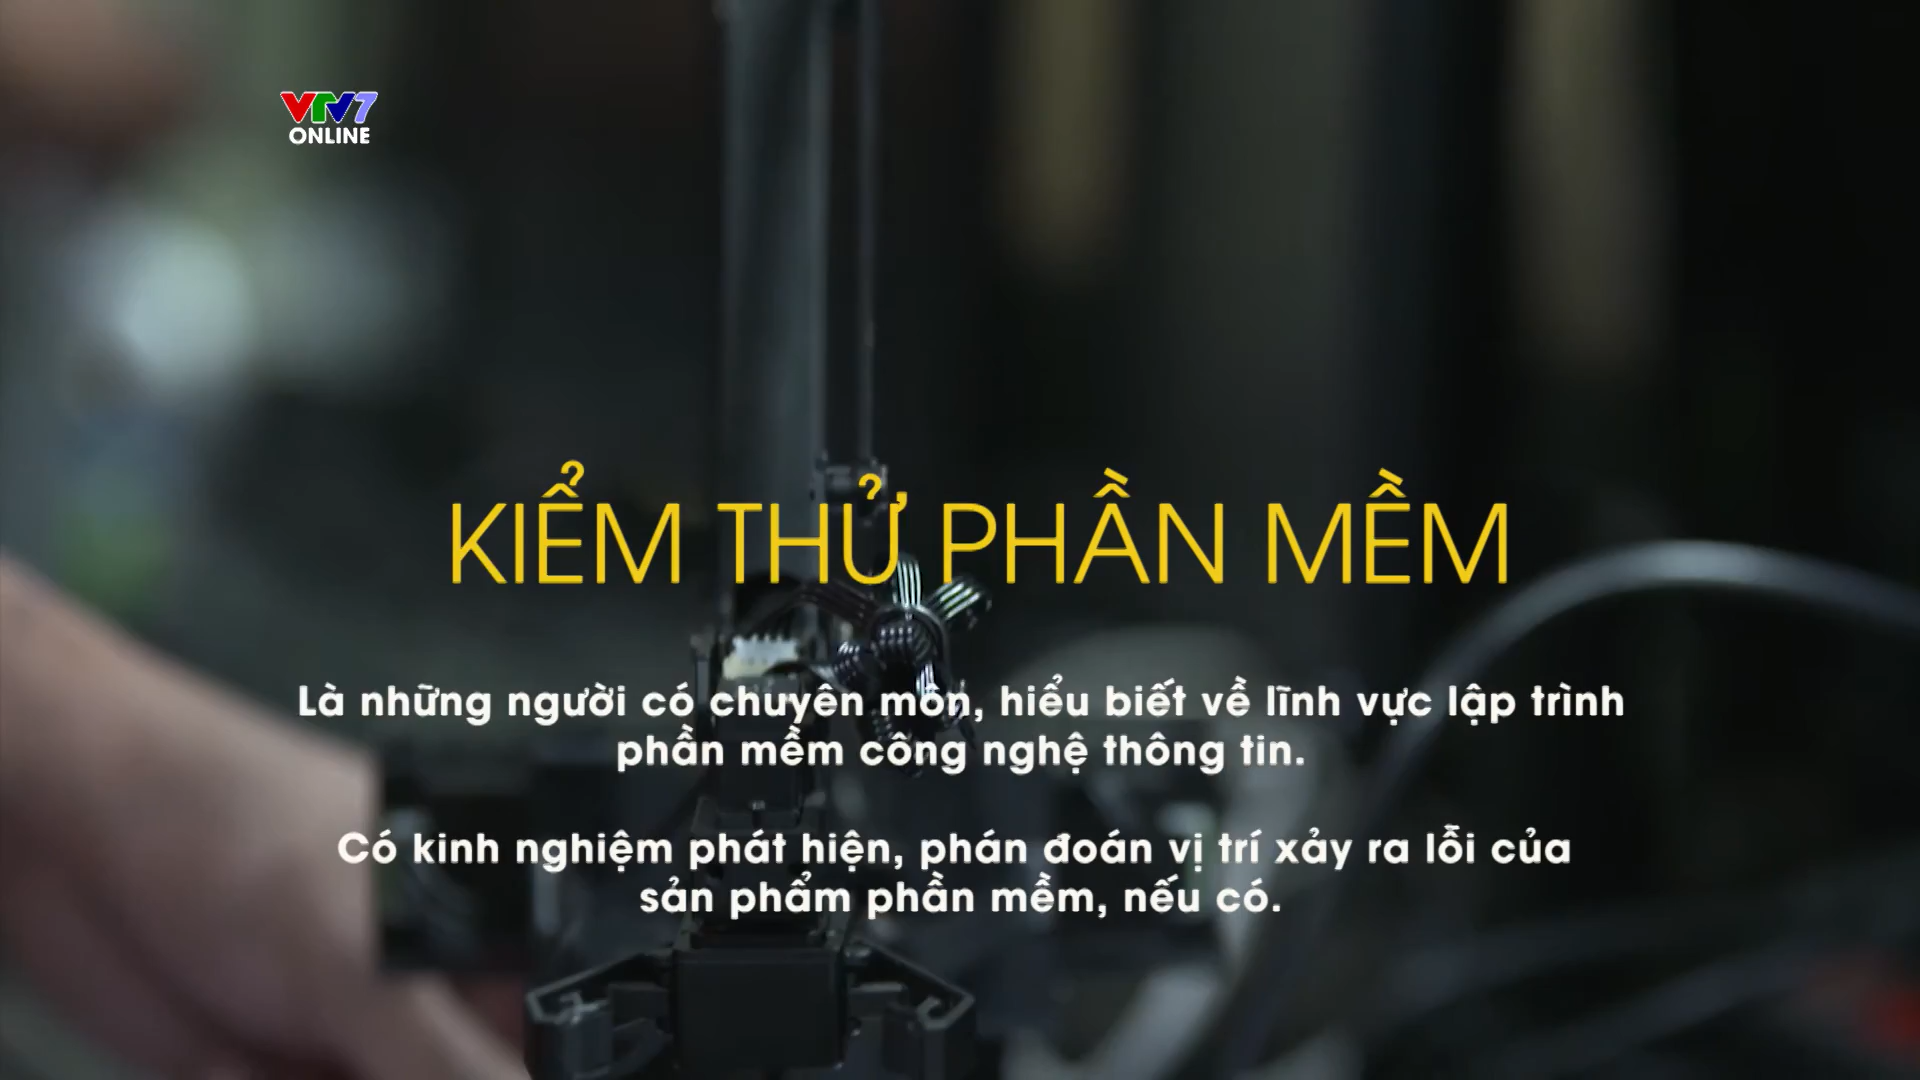 VTV7
ONLINE
KIỂM THỬ PHẦN MỀM
Là những người có chuyên môn, hiểu biết về lĩnh vực lập trình
phần mềm công nghệ thông tin.
Có kinh nghiệm phát hiện, phán đoán vị trí xảy ra lỗi của
sản phẩm phần mềm, nếu có.